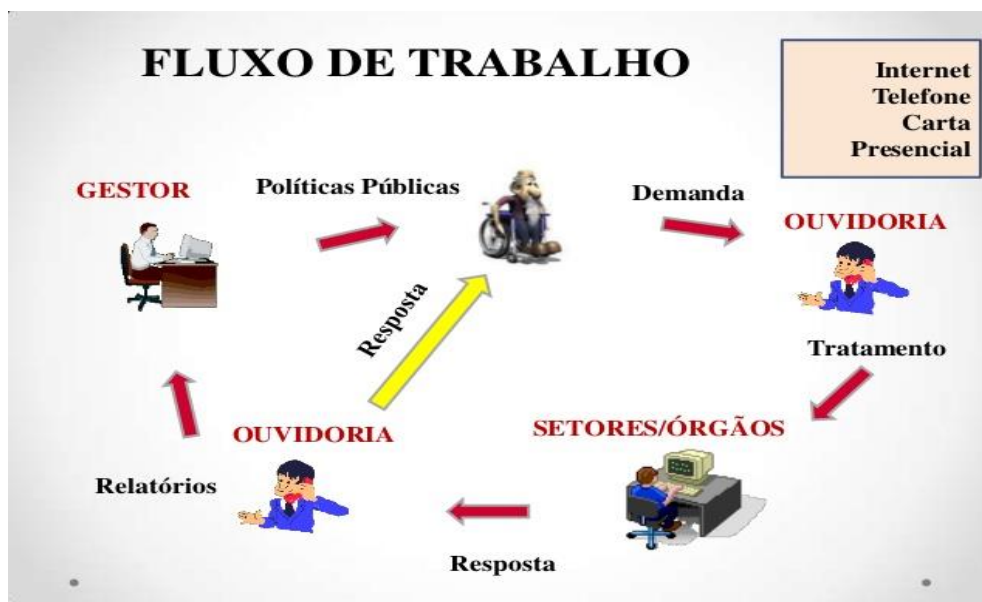 FLUXO DE TRABALHO
Internet
Telefone
Carta
Presencial
GESTOR
Políticas Públicas
Demanda
OUVIDORIA
Resposta
Tratamento
OUVIDORIA
SETORES/ÓRGÃOS
Relatórios
Resposta